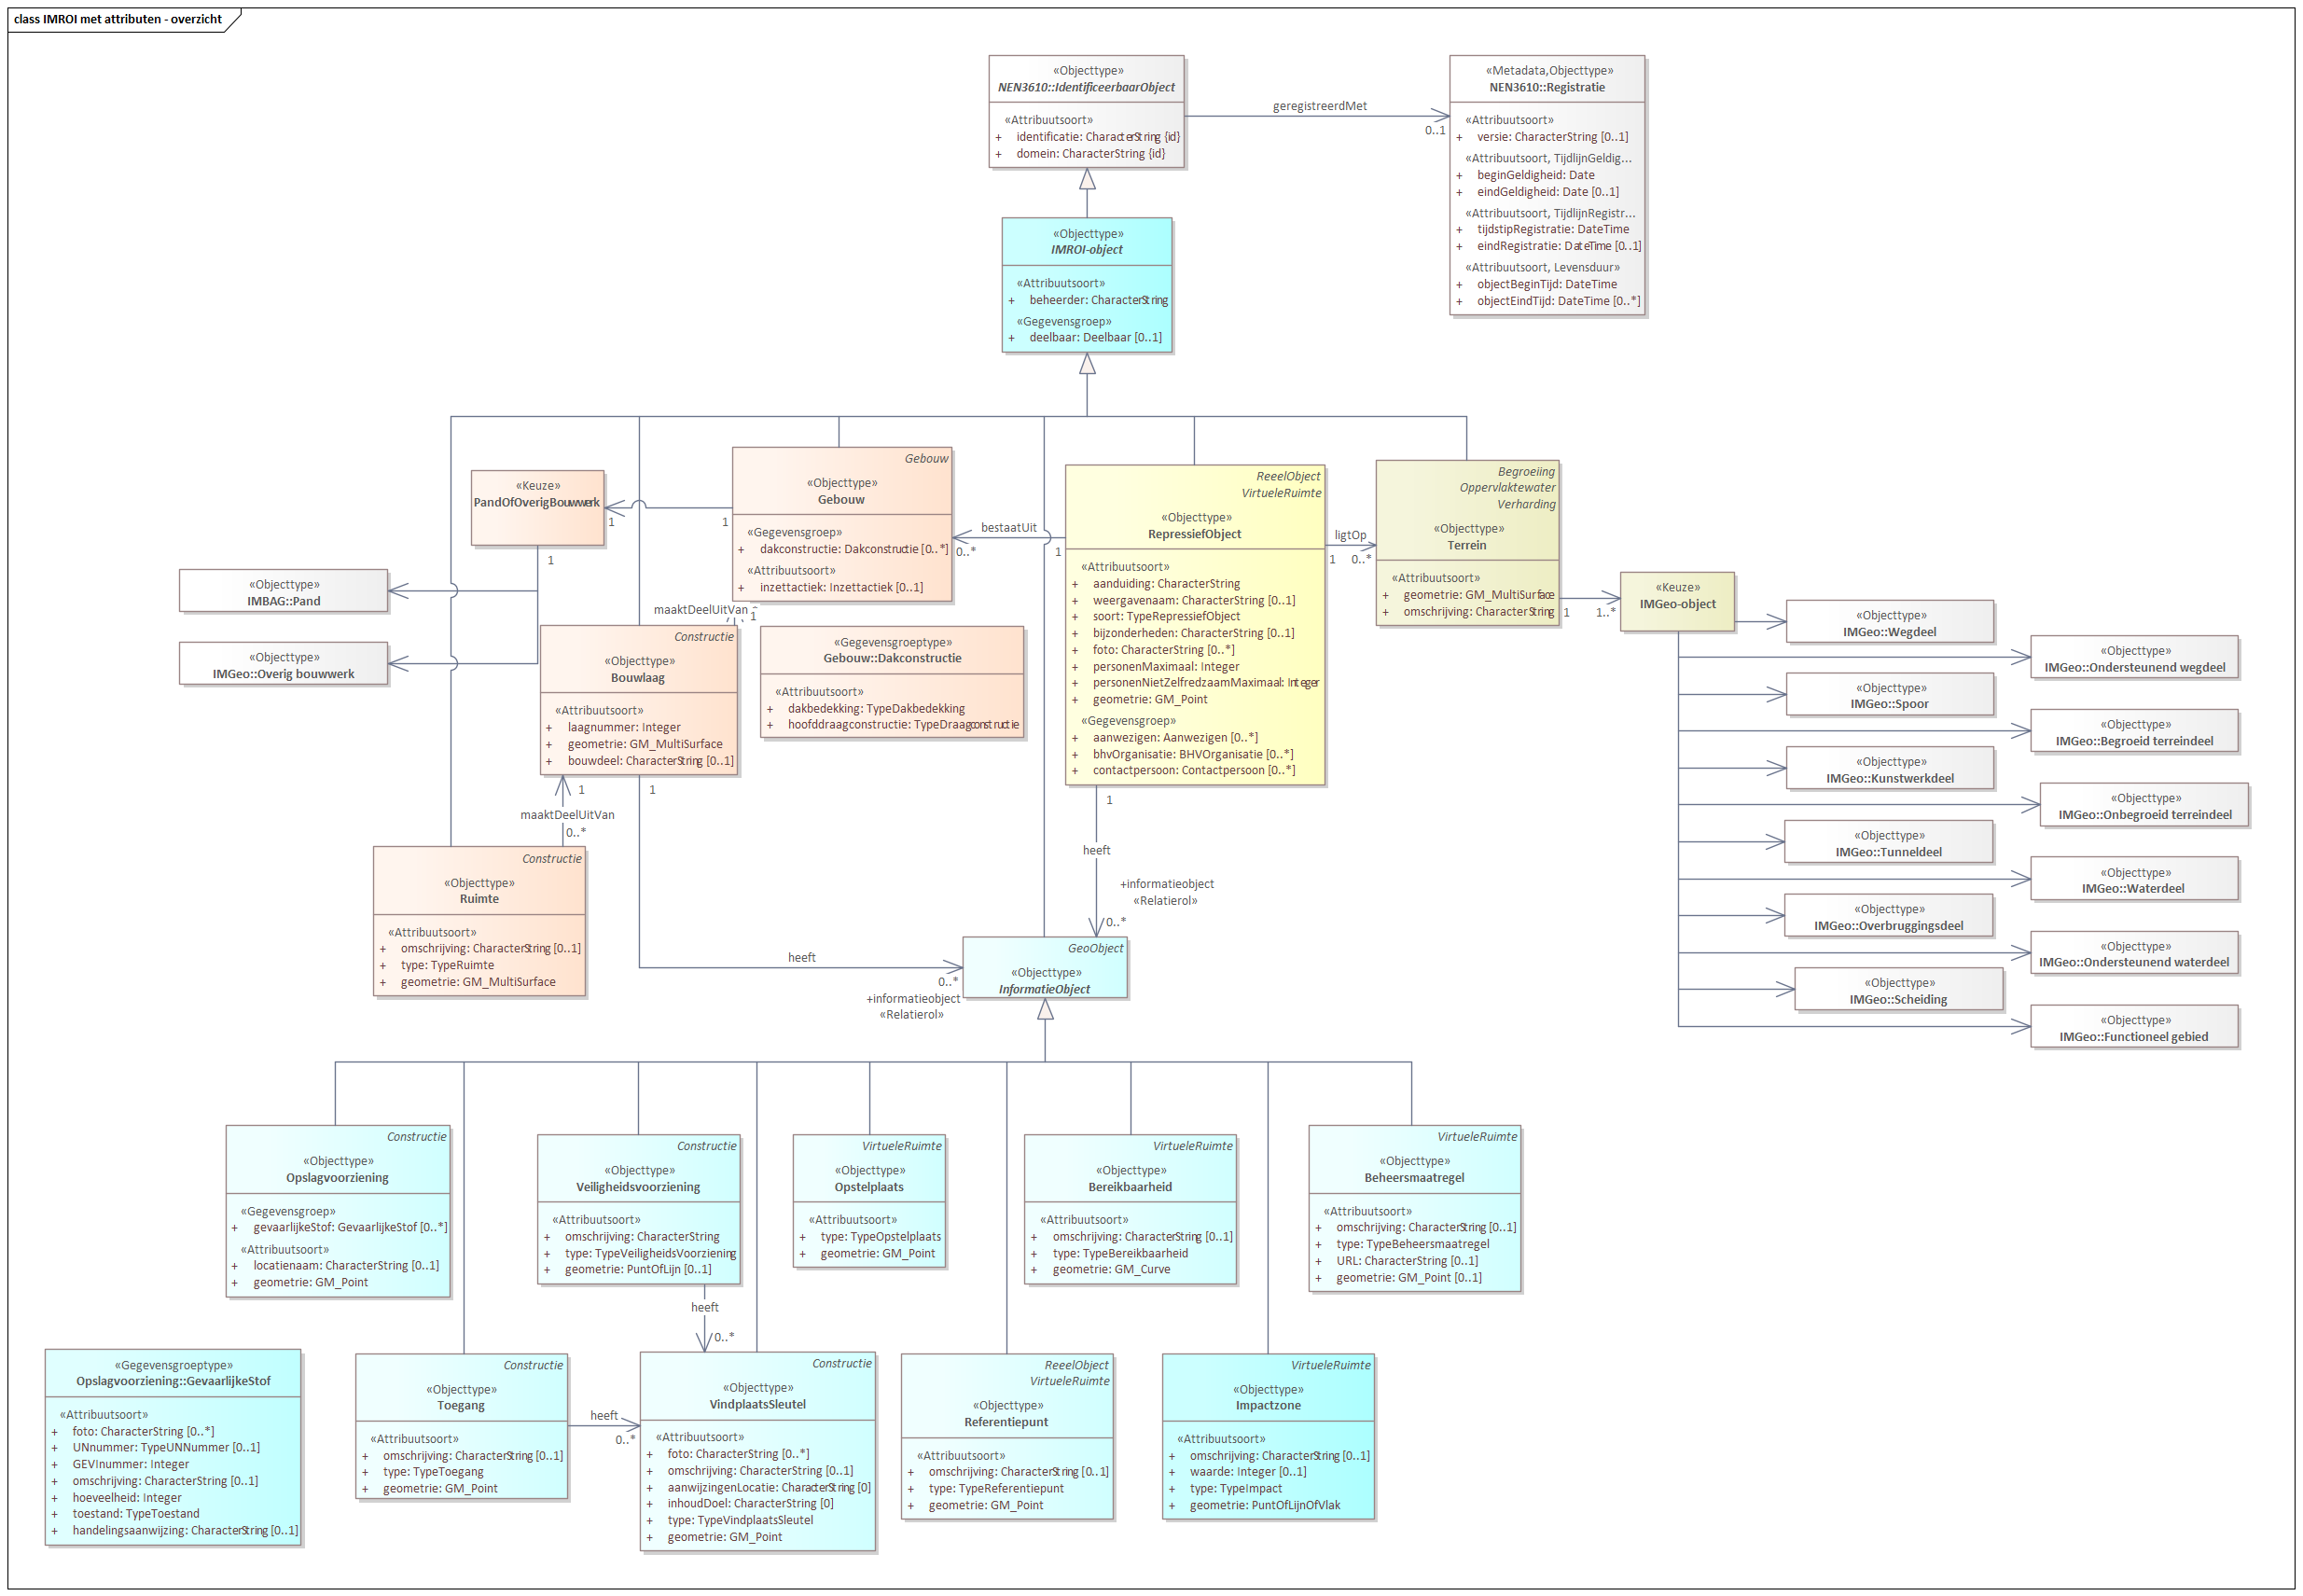 class IMROI met attributen - overzicht
«Objecttype»
NEN3610::IdentificeerbaarObject
«Attribuutsoort»
+ identificatie: CharacterString {id}
+ domein: CharacterString {id}
geregistreerdMet
0..1
«Metadata,Objecttype»
NEN3610::Registratie
«Attribuutsoort»
+ versie: CharacterString [0..1]
«Attribuutsoort, TijdlijnGeldig...
+ beginGeldigheid: Date
+ eindGeldigheid: Date [0..1]
«Attribuutsoort, TijdlijnRegistr...
+ tijdstipRegistratie: DateTime
+ eindRegistratie: DateTime [0..1]
«Attribuutsoort, Levensduur»
+ objectBeginTijd: DateTime
+ objectEindTijd: DateTime [0..*]
«Objecttype»
IMROI-object
«Attribuutsoort»
+ beheerder: CharacterString
«Gegevensgroep»
+ deelbaar: Deelbaar [0..1]
«Keuze»
PandOfOverigBouwwerk
1
1
1
«Objecttype»
IMBAG::Pand
«Objecttype»
IMGeo::Overig bouwwerk
Gebouw
«Objecttype»
Gebouw
«Gegevensgroep»
+ dakconstructie: Dakconstructie [0..*]
«Attribuutsoort»
+ inzettactiek: Inzettactiek [0..1]
bestaatUit
0..*
1
ReeelObject
VirtueleRuimte
«Objecttype»
RepressiefObject
«Attribuutsoort»
+ aanduiding: CharacterString
+ weergavenaam: CharacterString [0..1]
+ soort: TypeRepressiefObject
+ bijzonderheden: CharacterString [0..1]
+ foto: CharacterString [0..*]
+ personenMaximaal: Integer
+ personenNietZelfredzaamMaximaal: Integer
+ geometrie: GM_Point
«Gegevensgroep»
+ aanwezigen: Aanwezigen [0..*]
+ bhvOrganisatie: BHVOrganisatie [0..*]
+ contactpersoon: Contactpersoon [0..*]
ligtOp
1
0..*
Begroeiing
Oppervlaktewater
Verharding
«Objecttype»
Terrein
«Attribuutsoort»
+ geometrie: GM_MultiSurface
+ omschrijving: CharacterString
1
1..*
«Keuze»
IMGeo-object
«Objecttype»
IMGeo::Wegdeel
«Objecttype»
IMGeo::Ondersteunend wegdeel
«Objecttype»
IMGeo::Spoor
«Objecttype»
IMGeo::Begroeid terreindeel
«Objecttype»
IMGeo::Kunstwerkdeel
«Objecttype»
IMGeo::Onbegroeid terreindeel
«Objecttype»
IMGeo::Tunneldeel
«Objecttype»
IMGeo::Waterdeel
«Objecttype»
IMGeo::Overbruggingsdeel
«Objecttype»
IMGeo::Ondersteunend waterdeel
«Objecttype»
IMGeo::Scheiding
«Objecttype»
IMGeo::Functioneel gebied
maaktDeelUitVan
1
Constructie
«Objecttype»
Bouwlaag
«Attribuutsoort»
+ laagnummer: Integer
+ geometrie: GM_MultiSurface
+ bouwdeel: CharacterString [0..1]
«Gegevensgroeptype»
Gebouw::Dakconstructie
«Attribuutsoort»
+ dakbedekking: TypeDakbedekking
+ hoofddraagconstructie: TypeDraagconstructie
1
1
maaktDeelUitVan
0..*
Constructie
«Objecttype»
Ruimte
«Attribuutsoort»
+ omschrijving: CharacterString [0..1]
+ type: TypeRuimte
+ geometrie: GM_MultiSurface
1
heeft
+informatieobject
«Relatierol»
0..*
heeft
0..*
+informatieobject
«Relatierol»
GeoObject
«Objecttype»
InformatieObject
Constructie
«Objecttype»
Opslagvoorziening
«Gegevensgroep»
+ gevaarlijkeStof: GevaarlijkeStof [0..*]
«Attribuutsoort»
+ locatienaam: CharacterString [0..1]
+ geometrie: GM_Point
Constructie
«Objecttype»
Veiligheidsvoorziening
«Attribuutsoort»
+ omschrijving: CharacterString
+ type: TypeVeiligheidsVoorziening
+ geometrie: PuntOfLijn [0..1]
VirtueleRuimte
«Objecttype»
Opstelplaats
«Attribuutsoort»
+ type: TypeOpstelplaats
+ geometrie: GM_Point
VirtueleRuimte
«Objecttype»
Bereikbaarheid
«Attribuutsoort»
+ omschrijving: CharacterString [0..1]
+ type: TypeBereikbaarheid
+ geometrie: GM_Curve
VirtueleRuimte
«Objecttype»
Beheersmaatregel
«Attribuutsoort»
+ omschrijving: CharacterString [0..1]
+ type: TypeBeheersmaatregel
+ URL: CharacterString [0..1]
+ geometrie: GM_Point [0..1]
heeft
0..*
«Gegevensgroeptype»
Opslagvoorziening::GevaarlijkeStof
«Attribuutsoort»
+ foto: CharacterString [0..*]
+ UNnummer: TypeUNNummer [0..1]
+ GEVInummer: Integer
+ omschrijving: CharacterString [0..1]
+ hoeveelheid: Integer
+ toestand: TypeToestand
+ handelingsaanwijzing: CharacterString [0..1]
Constructie
«Objecttype»
Toegang
«Attribuutsoort»
+ omschrijving: CharacterString [0..1]
+ type: TypeToegang
+ geometrie: GM_Point
heeft
0..*
Constructie
«Objecttype»
VindplaatsSleutel
«Attribuutsoort»
+ foto: CharacterString [0..*]
+ omschrijving: CharacterString [0..1]
+ aanwijzingenLocatie: CharacterString [0]
+ inhoudDoel: CharacterString [0]
+ type: TypeVindplaatsSleutel
+ geometrie: GM_Point
ReeelObject
VirtueleRuimte
«Objecttype»
Referentiepunt
«Attribuutsoort»
+ omschrijving: CharacterString [0..1]
+ type: TypeReferentiepunt
+ geometrie: GM_Point
VirtueleRuimte
«Objecttype»
Impactzone
«Attribuutsoort»
+ omschrijving: CharacterString [0..1]
+ waarde: Integer [0..1]
+ type: TypeImpact
+ geometrie: PuntOfLijnOfVlak